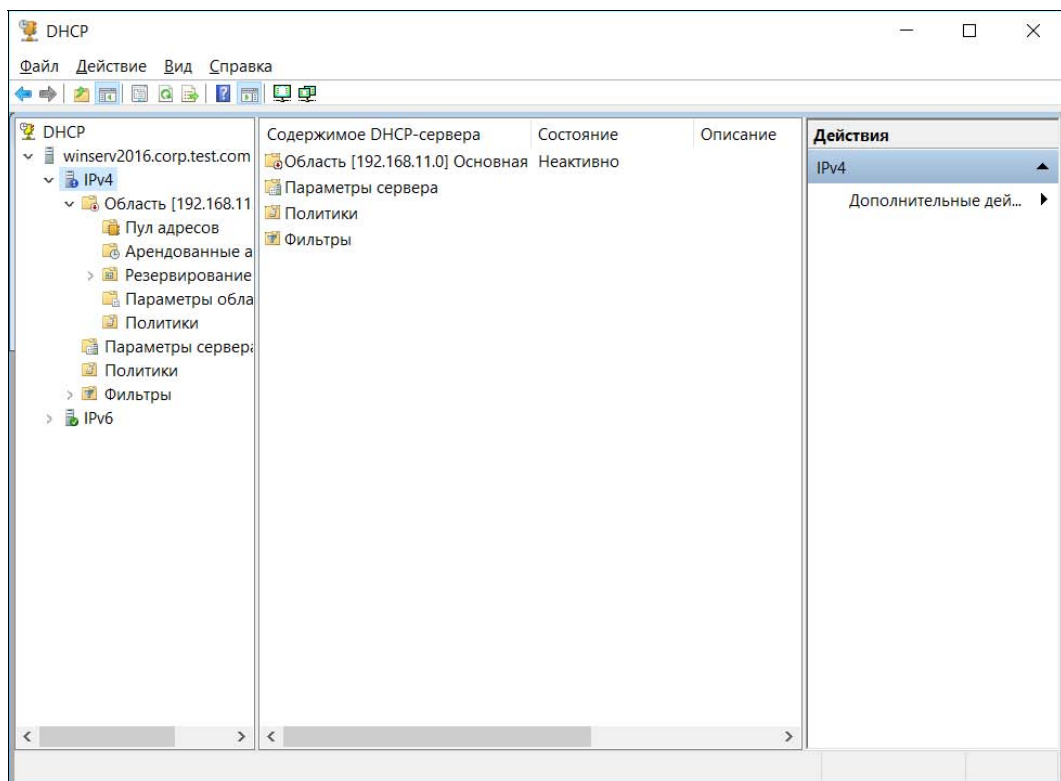 DHCP
Файл Действие Вид Справка
DHCP
winserv2016.corp.test.com
IPv4
Область [192.168.11
Пул адресов
Арендованные а
Резервирование
Параметры обла
Политики
Параметры сервера
Политики
Фильтры
IPv6
Содержимое DHCP-сервера Состояние Описание
Область [192.168.11.0] Основная Неактивно
Параметры сервера
Политики
Фильтры
Действия
IPv4
Дополнительные дей...